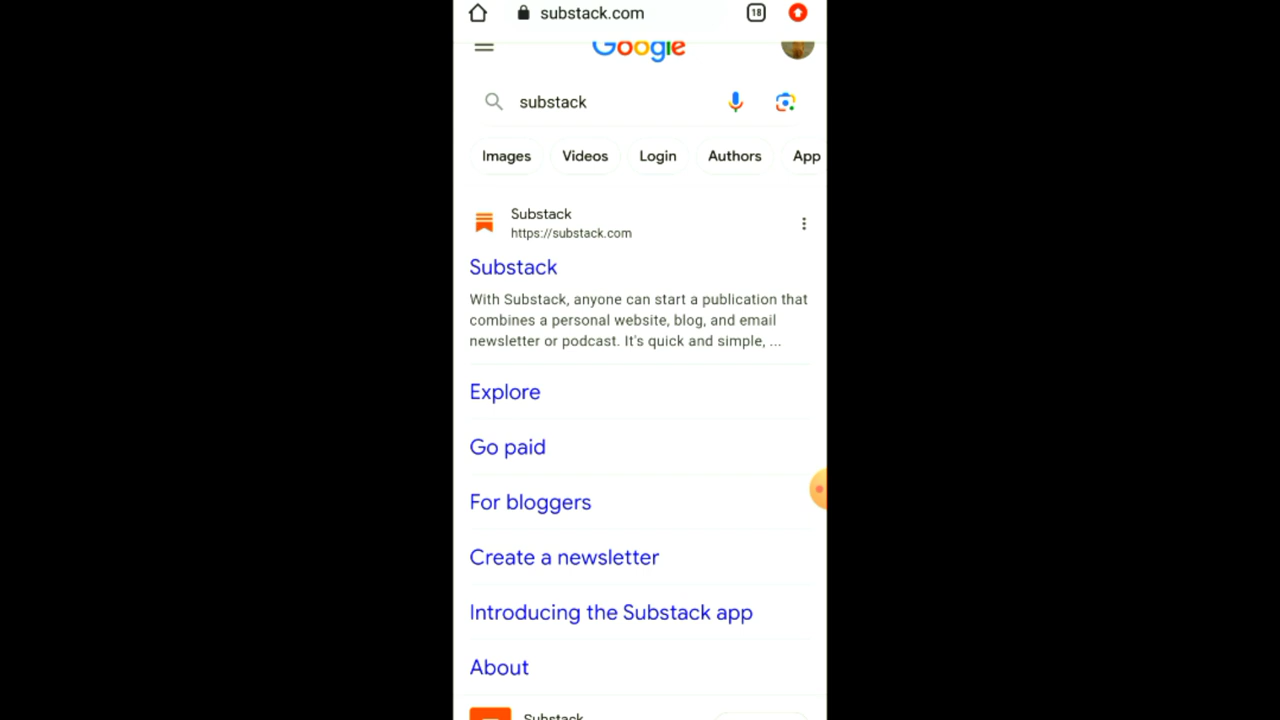 substack.com
18
Google
substack
Images Videos Login Authors App
Substack
https://substack.com
Substack
With Substack, anyone can start a publication that
combines a personal website, blog, and email
newsletter or podcast. It's quick and simple, ...
Explore
Go paid
For bloggers
Create a newsletter
Introducing the Substack app
About
Substack